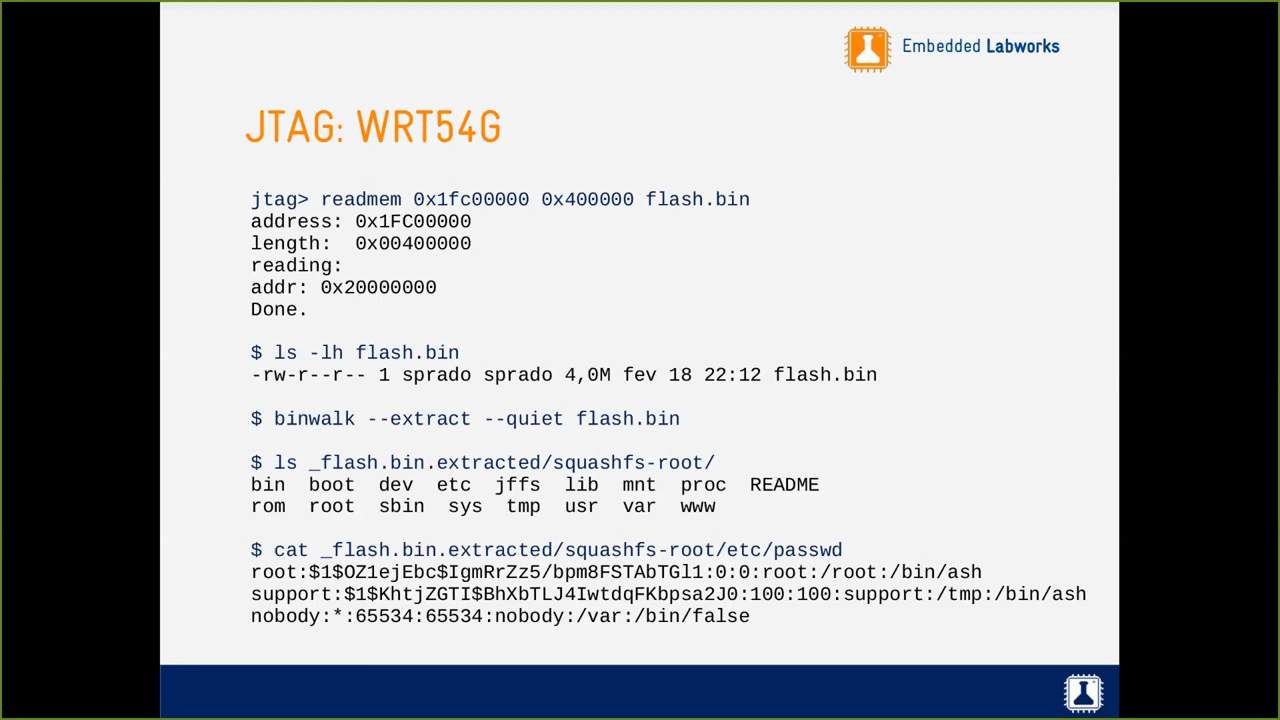 Embedded Labworks
JTAG: WRT54G
jtag> readmem 0x1fc00000 0x400000 flash.bin
address: 0x1FC00000
length:  0x00400000
reading:
addr: 0x20000000
Done.
$ ls -lh flash.bin
-rw-r--r-- 1 sprado sprado 4,0M fev 18 22:12 flash.bin
$ binwalk --extract --quiet flash.bin
$ ls _flash.bin.extracted/squashfs-root/
bin  boot  dev  etc  jffs  lib  mnt  proc  README
rom  root  sbin  sys  tmp  usr  var  www
$ cat _flash.bin.extracted/squashfs-root/etc/passwd
root:$1$OZ1ejEbc$IgmRrZz5/bpm8FSTAbTGl1:0:0:root:/root:/bin/ash
support:$1$KhtjZGTI$BhXbTLJ4IwtdqFKbpsa2J0:100:100:support:/tmp:/bin/ash
nobody:*:65534:65534:nobody:/var:/bin/false